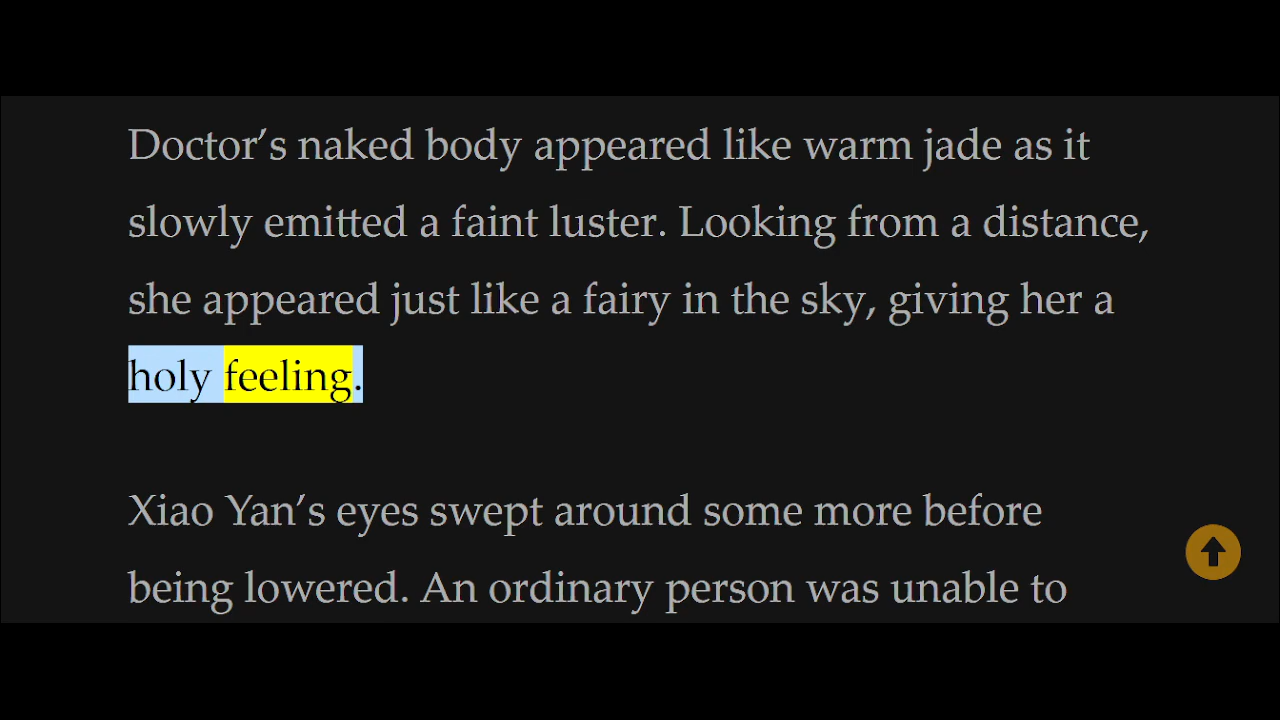 Doctor’s naked body appeared like warm jade as it
slowly emitted a faint luster. Looking from a distance,
she appeared just like a fairy in the sky, giving her a
holy feeling.
Xiao Yan’s eyes swept around some more before
being lowered. An ordinary person was unable to